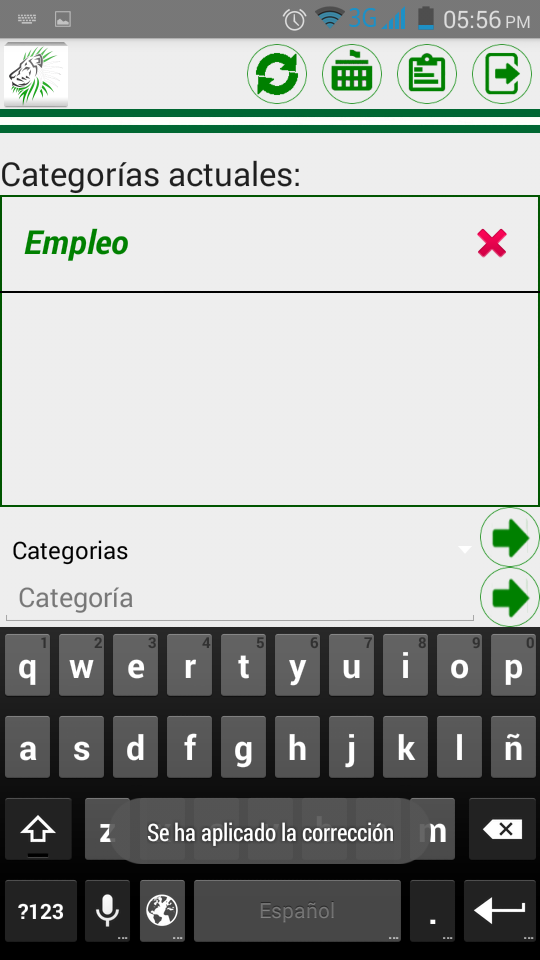 3G 05:56 PM
Categorías actuales:
Empleo
Categorias
Categoría
1 2 3 4 5 6 7 8 9 0
q w e r t y u i o p
a s d f g h j k l ñ
z m
Se ha aplicado la corrección
?123 Español .